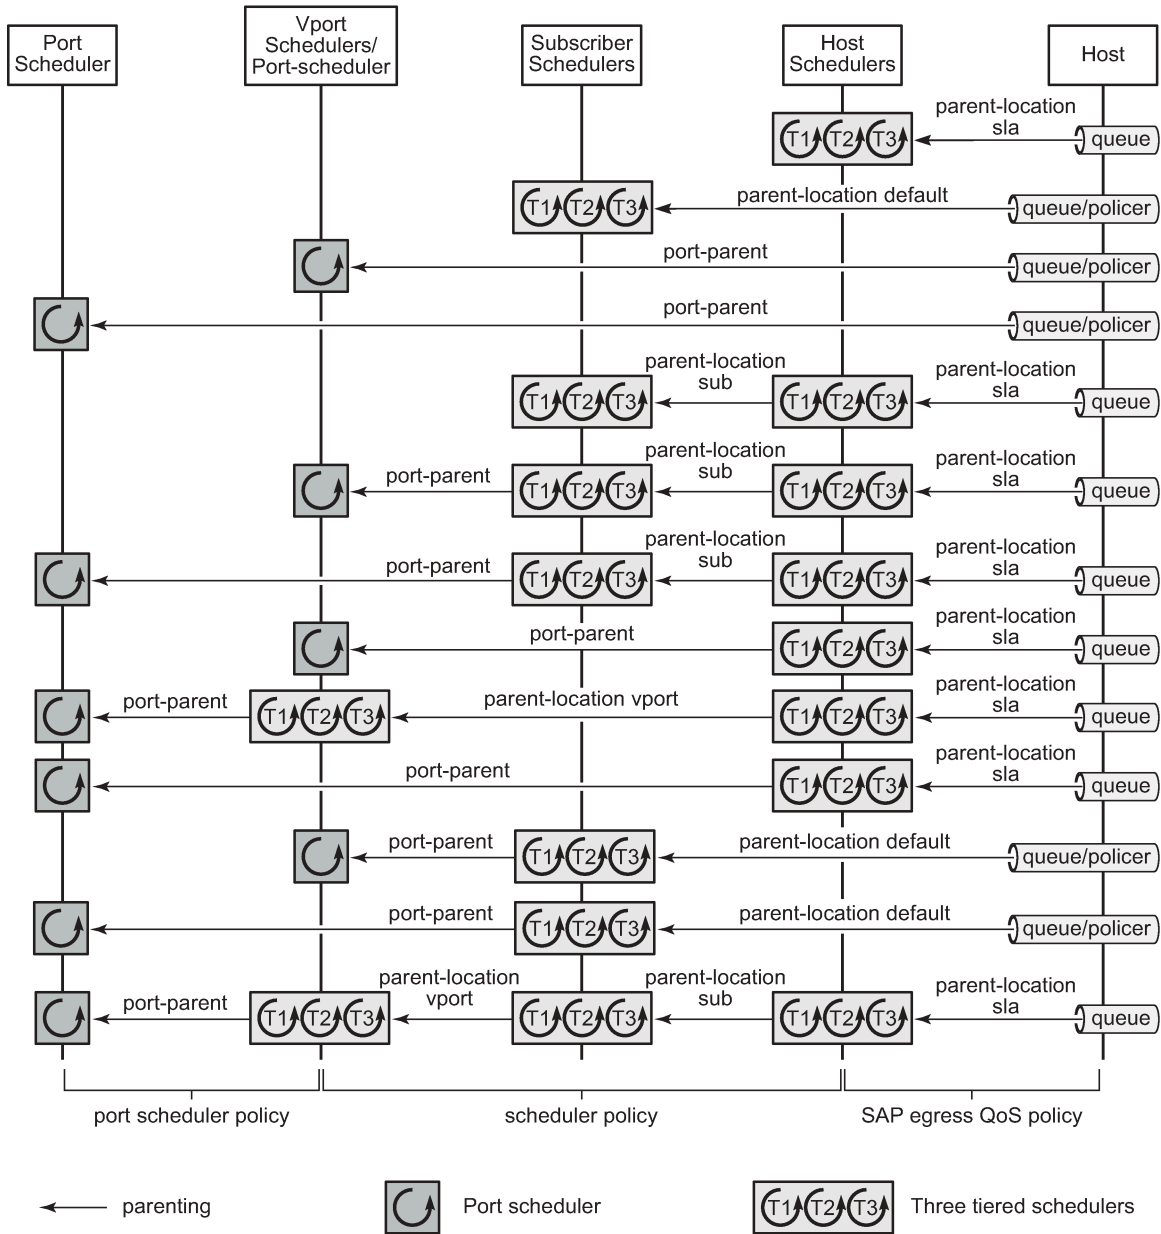 Port
Scheduler
Vport
Schedulers/
Port-scheduler
Subscriber
Schedulers
Host
Schedulers
Host
parent-location
sla
T1 T2 T3
queue
parent-location default
T1 T2 T3
queue/policer
port-parent
queue/policer
port-parent
queue/policer
parent-location
sub
parent-location
sla
T1 T2 T3
T1 T2 T3
queue
port-parent
parent-location
sub
parent-location
sla
T1 T2 T3
T1 T2 T3
queue
port-parent
parent-location
sub
parent-location
sla
T1 T2 T3
T1 T2 T3
queue
port-parent
parent-location
sla
T1 T2 T3
queue
port-parent
parent-location vport
parent-location
sla
T1 T2 T3
T1 T2 T3
queue
port-parent
parent-location
sla
T1 T2 T3
queue
port-parent
parent-location default
T1 T2 T3
queue/policer
port-parent
parent-location default
T1 T2 T3
queue/policer
port-parent
parent-location
vport
parent-location
sub
parent-location
sla
T1 T2 T3
T1 T2 T3
T1 T2 T3
queue
port scheduler policy
scheduler policy
SAP egress QoS policy
parenting
Port scheduler
T1 T2 T3
Three tiered schedulers